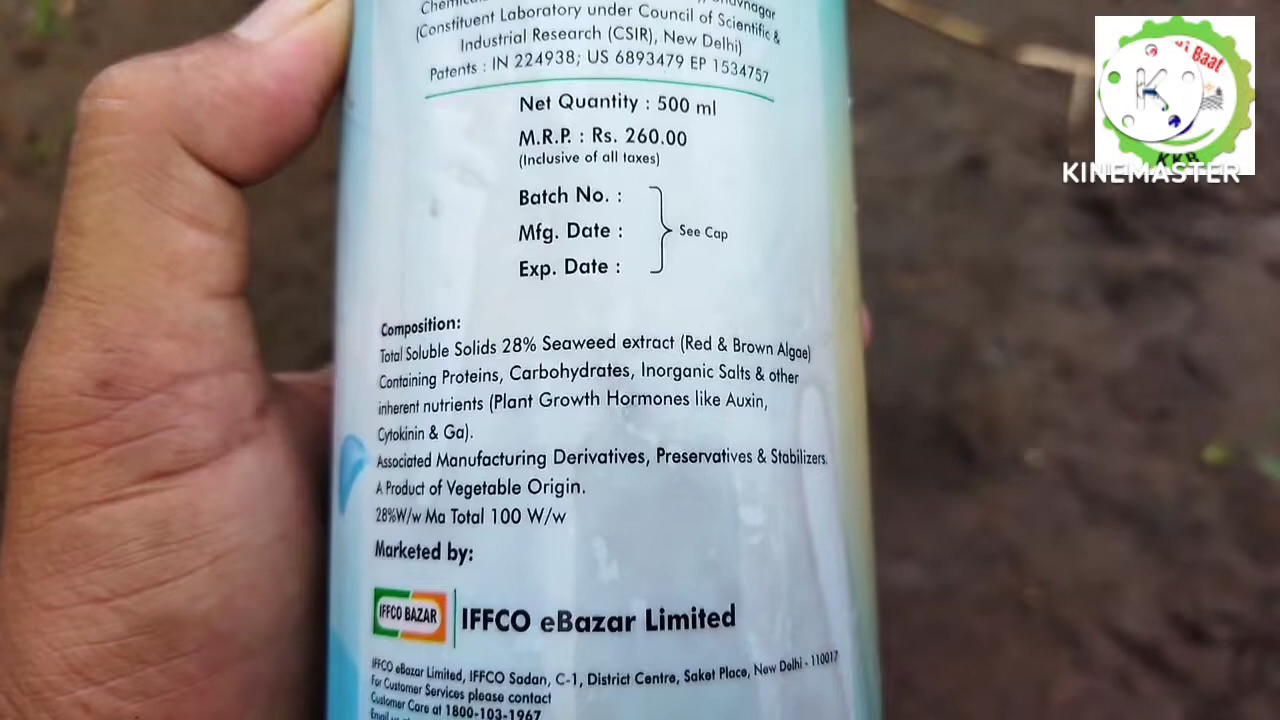 Bhavnagar
(Constituent Laboratory under Council of Scientific &
Industrial Research (CSIR), New Delhi)
Patents : IN 224938; US 6893479 EP 1534757
Net Quantity : 500 ml
M.R.P. : Rs. 260.00
(Inclusive of all taxes)
Batch No. :
Mfg. Date :
Exp. Date :
See Cap
Composition:
Total Soluble Solids 28% Seaweed extract (Red & Brown Algae)
Containing Proteins, Carbohydrates, Inorganic Salts & other
inherent nutrients (Plant Growth Hormones like Auxin,
Cytokinin & Ga).
Associated Manufacturing Derivatives, Preservatives & Stabilizers.
A Product of Vegetable Origin.
28%W/w Ma Total 100 W/w
Marketed by:
IFFCO BAZAR
IFFCO eBazar Limited
IFFCO eBazar Limited, IFFCO Sadan, C-1, District Centre, Saket Place, New Delhi - 110017
For Customer Services please contact
Customer Care at 1800-103-1967
K
Baat
KKB
KINEMASTER